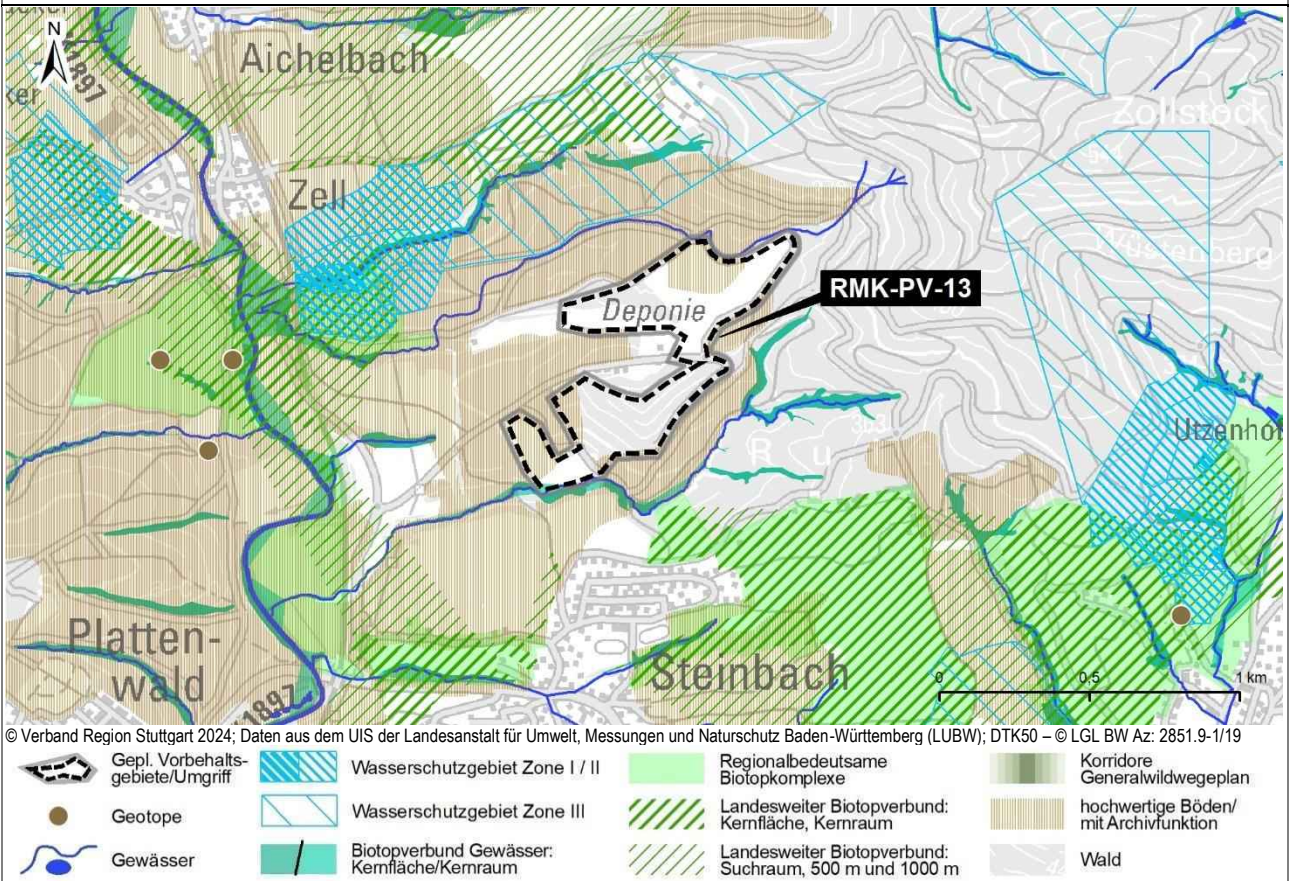 N
K1897
Aichelbach
Zollstock
Zell
Wüstenberg
RMK-PV-13
Deponie
Utzenhof
R u
Platten-
wald
K1897
Steinbach
0 0,5 1 km
© Verband Region Stuttgart 2024; Daten aus dem UIS der Landesanstalt für Umwelt, Messungen und Naturschutz Baden-Württemberg (LUBW); DTK50 – © LGL BW Az: 2851.9-1/19
Gepl. Vorbehalts-
gebiete/Umgriff
Geotope
Gewässer
Wasserschutzgebiet Zone I / II
Wasserschutzgebiet Zone III
Biotopverbund Gewässer:
Kernfläche/Kernraum
Regionalbedeutsame
Biotopkomplexe
Landesweiter Biotopverbund:
Kernfläche, Kernraum
Landesweiter Biotopverbund:
Suchraum, 500 m und 1000 m
Korridore
Generalwildwegeplan
hochwertige Böden/
mit Archivfunktion
Wald